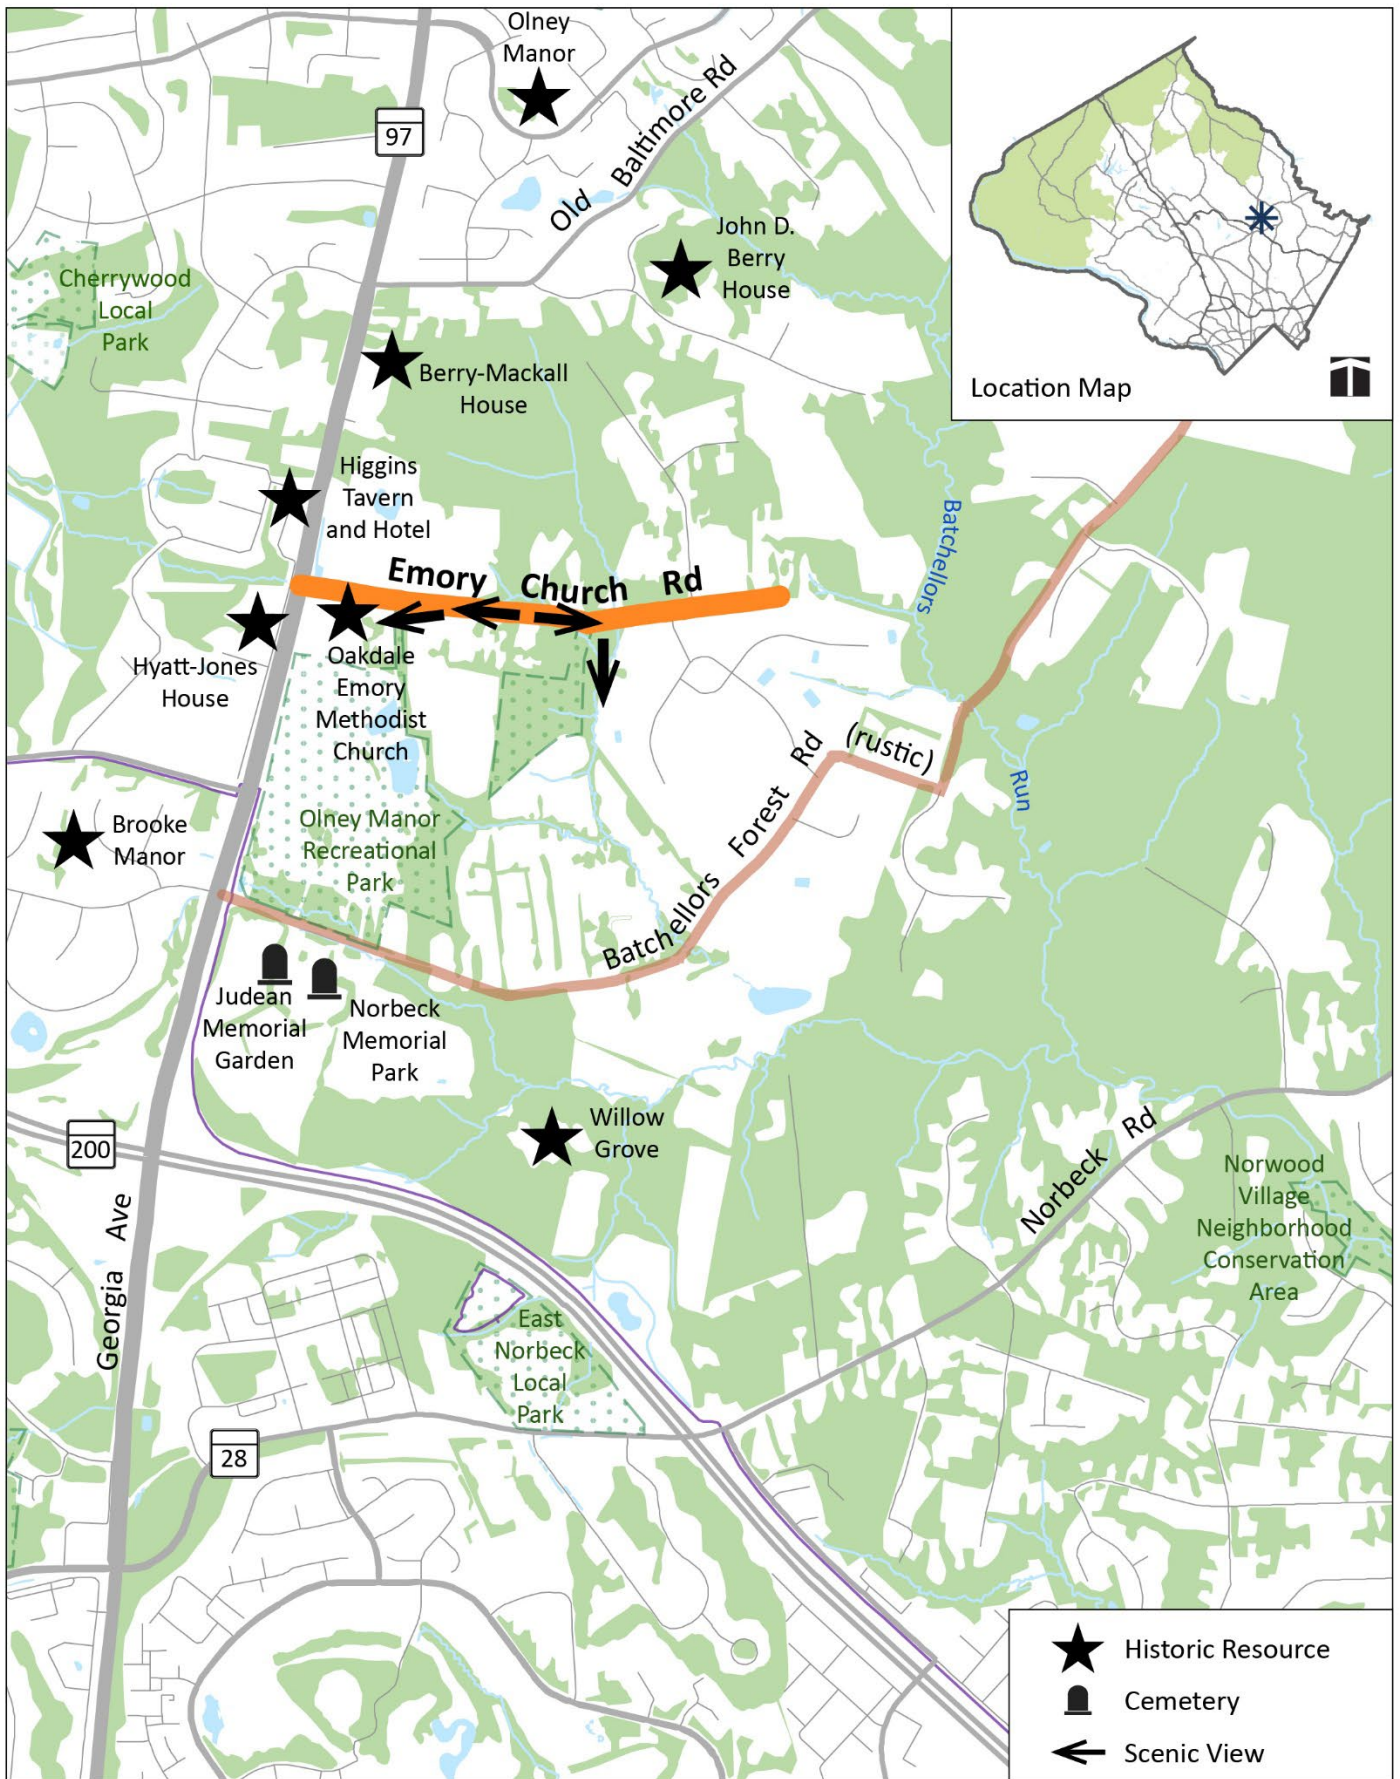 Olney
Manor
97
Old Baltimore Rd
John D.
Berry
House
Location Map
Cherrywood
Local
Park
Berry-Mackall
House
Higgins
Tavern
and Hotel
Emory Church Rd
Batchellors
Run
Hyatt-Jones
House
Oakdale
Emory
Methodist
Church
Batchellors Forest Rd (rustic)
Brooke
Manor
Olney Manor
Recreational
Park
Judean
Memorial
Garden
Norbeck
Memorial
Park
Willow
Grove
200
Georgia Ave
Norbeck Rd
Norwood
Village
Neighborhood
Conservation
Area
East
Norbeck
Local
Park
28
Historic Resource
Cemetery
Scenic View